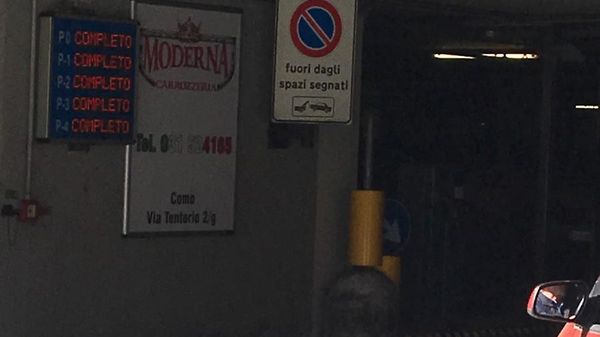 P0 COMPLETO
P-1 COMPLETO
P-2 COMPLETO
P-3 COMPLETO
P-4 COMPLETO
MODERNA
CARROZZERIA
Tel.
Como
Via Tentorio 2/g
fuori dagli
spazi segnati